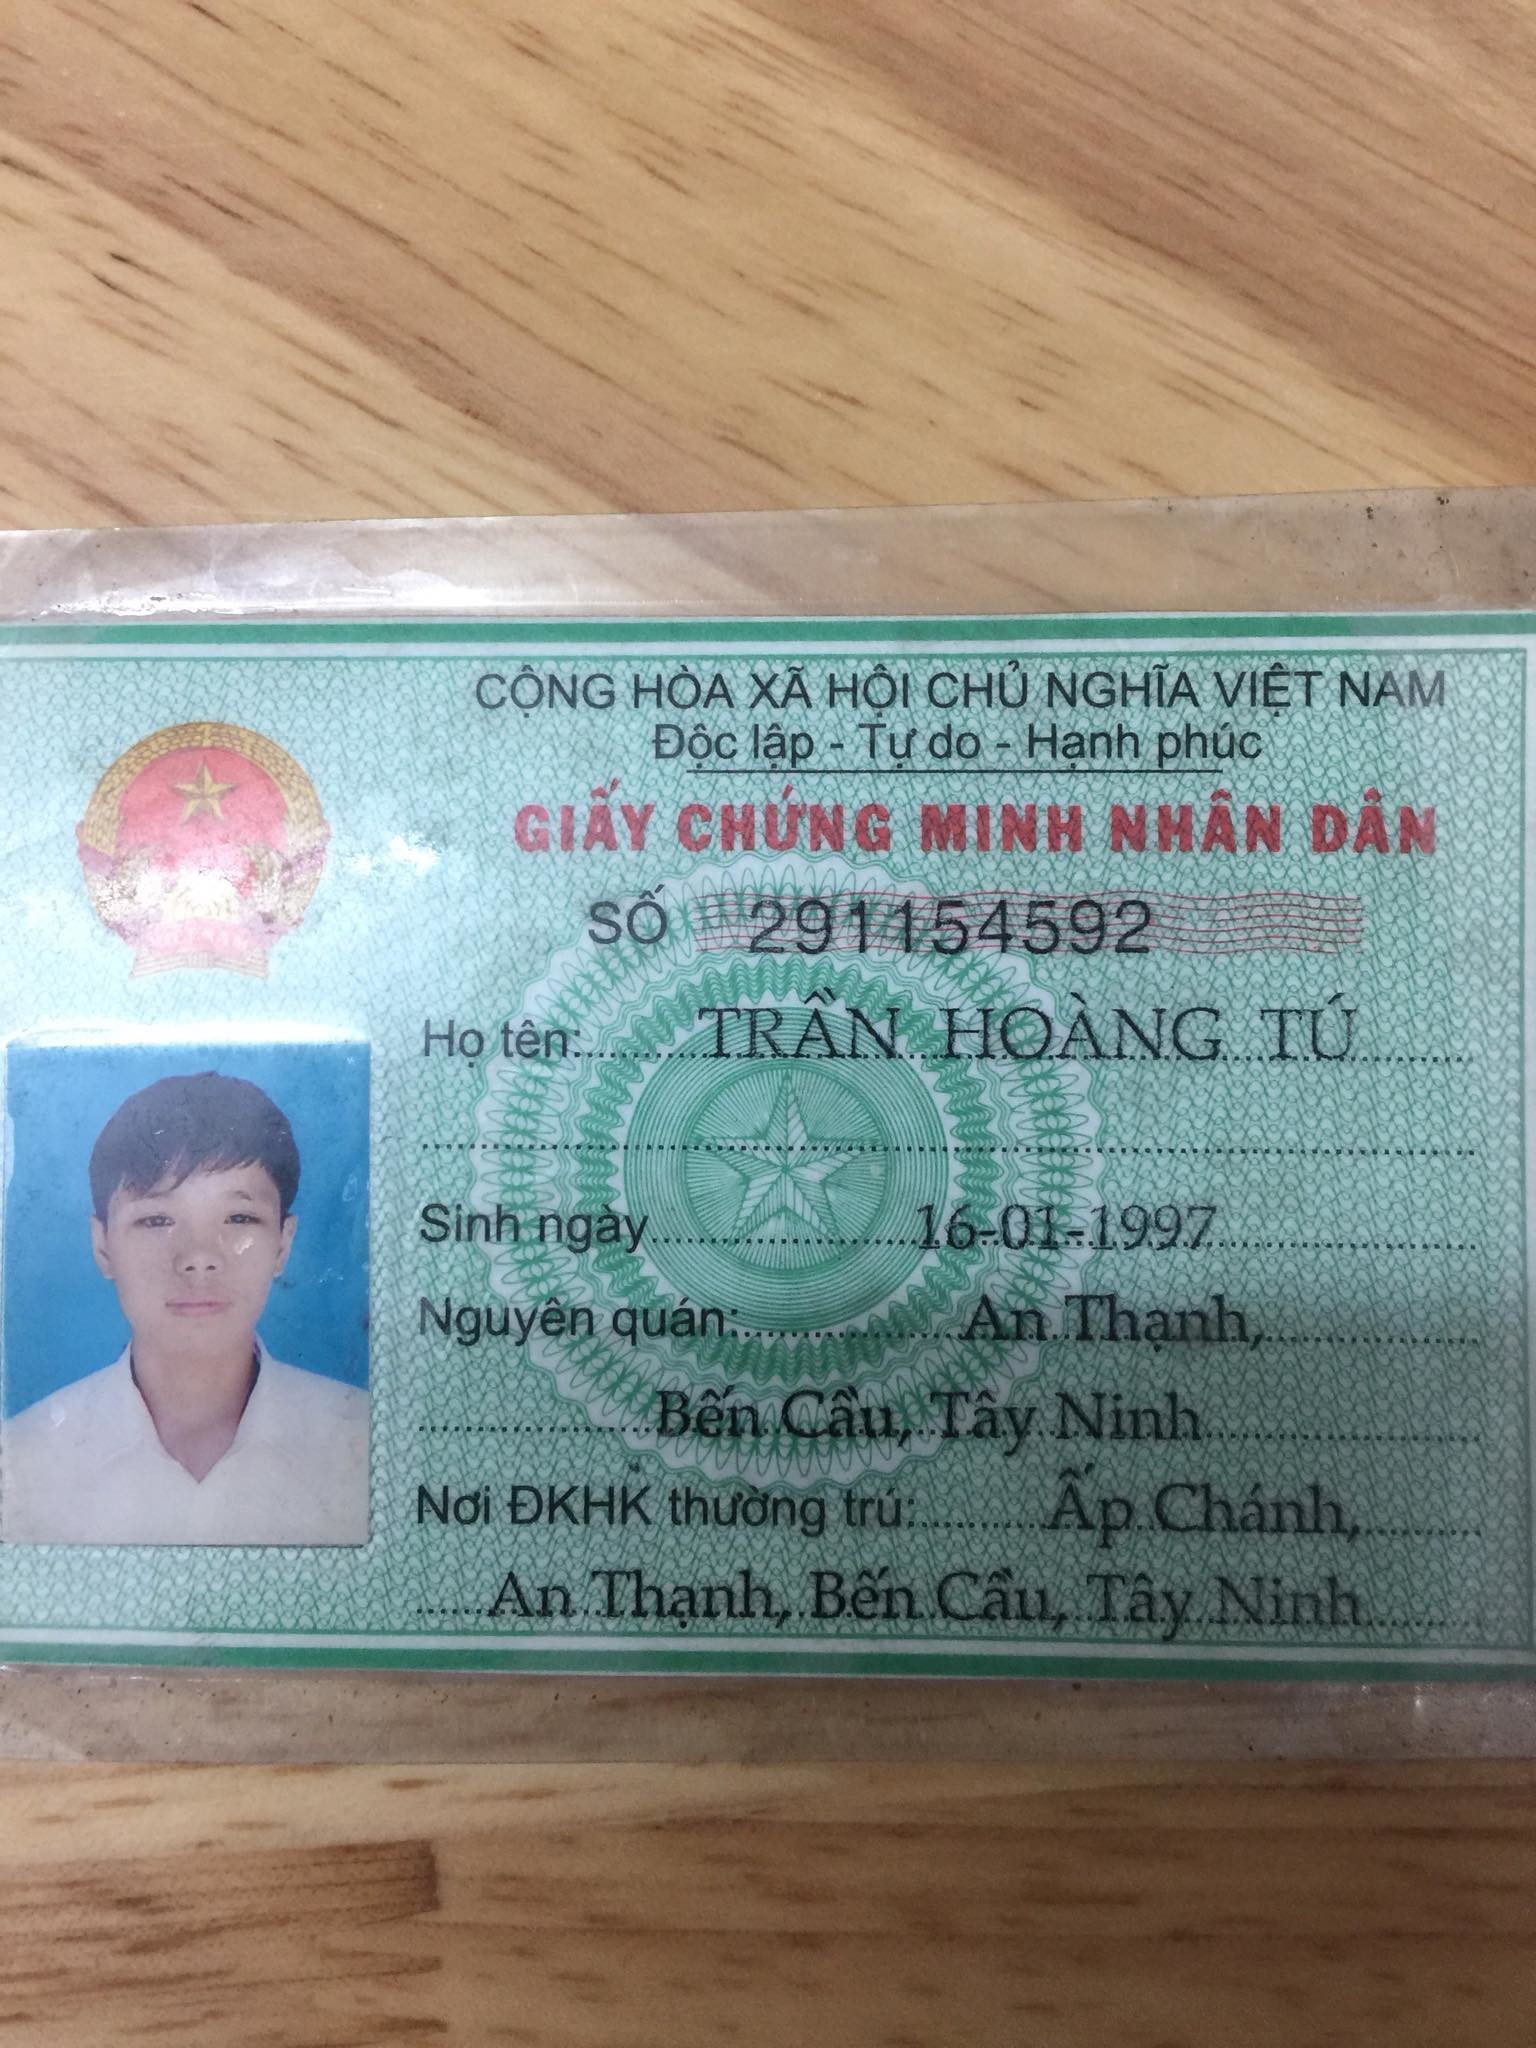 CỘNG HÒA XÃ HỘI CHỦ NGHĨA VIỆT NAM
Độc lập - Tự do - Hạnh phúc
GIẤY CHỨNG MINH NHÂN DÂN
SỐ 291154592
Họ tên: TRẦN HOÀNG TÚ
Sinh ngày 16-01-1997
Nguyên quán: An Thạnh,
Bến Cầu, Tây Ninh
Nơi ĐKHK thường trú: Ấp Chánh,
An Thạnh, Bến Cầu, Tây Ninh